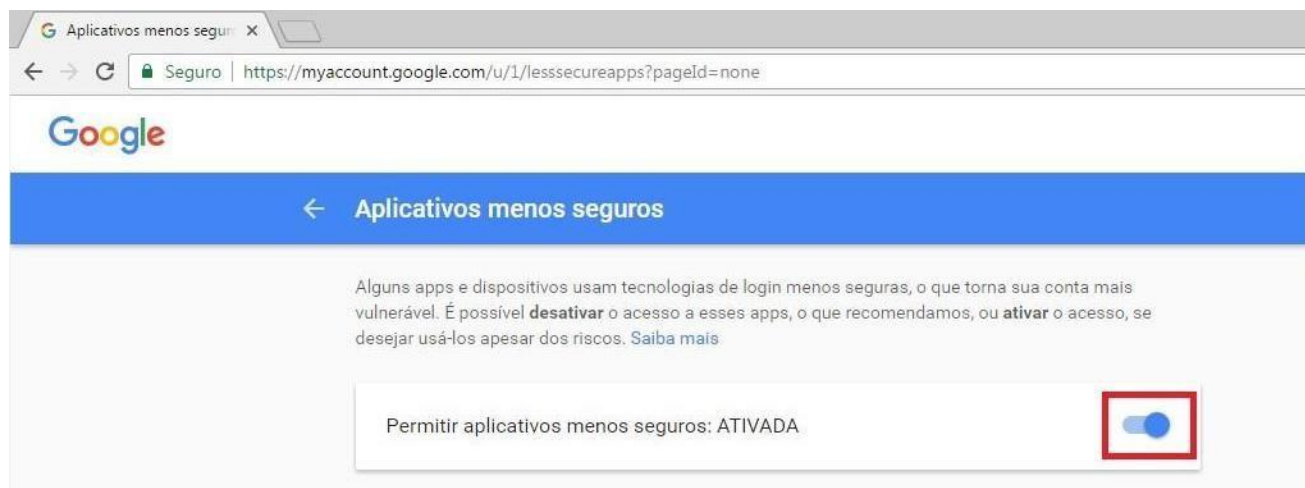 G Aplicativos menos segur
Seguro | https://myaccount.google.com/u/1/lesssecureapps?pageId=none
Google
Aplicativos menos seguros
Alguns apps e dispositivos usam tecnologias de login menos seguras, o que torna sua conta mais
vulnerável. É possível desativar o acesso a esses apps, o que recomendamos, ou ativar o acesso, se
desejar usá-los apesar dos riscos. Saiba mais
Permitir aplicativos menos seguros: ATIVADA